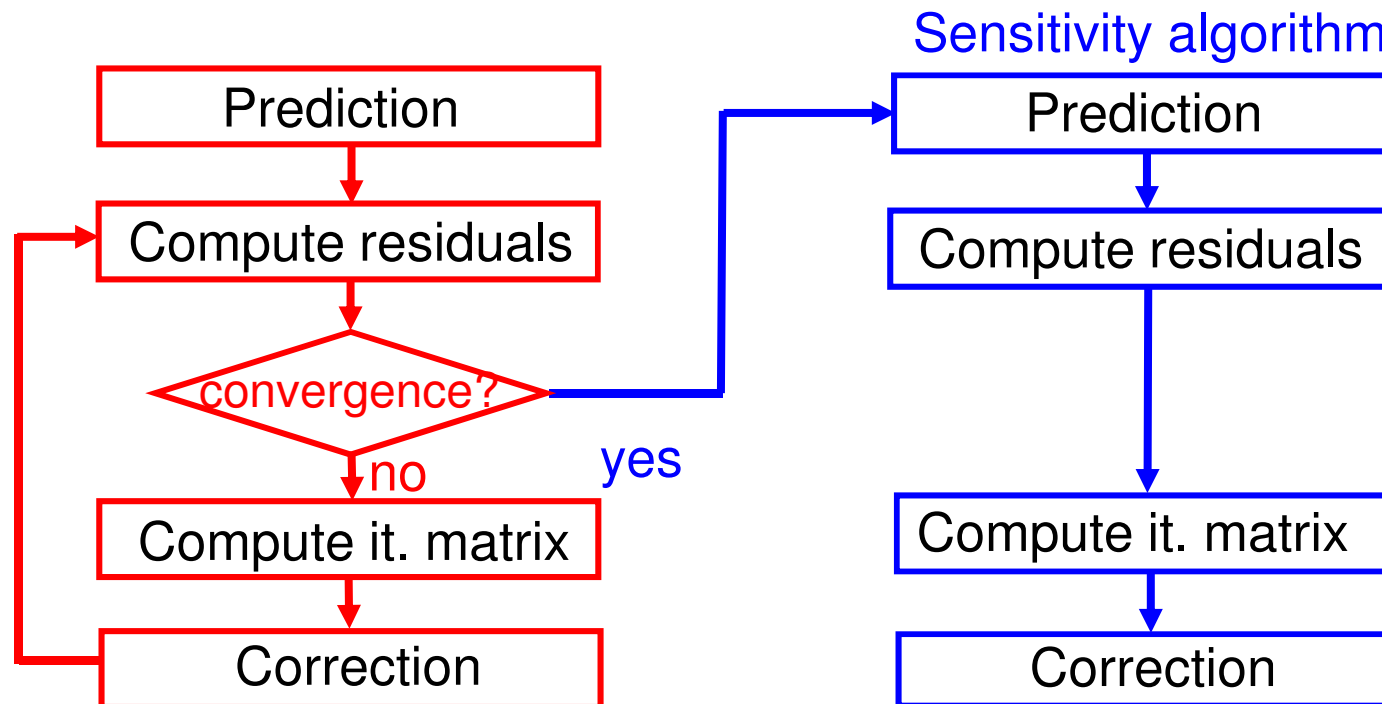 Sensitivity algorithm
Prediction
Compute residuals
convergence?
no
yes
Compute it. matrix
Correction
Prediction
Compute residuals
Compute it. matrix
Correction